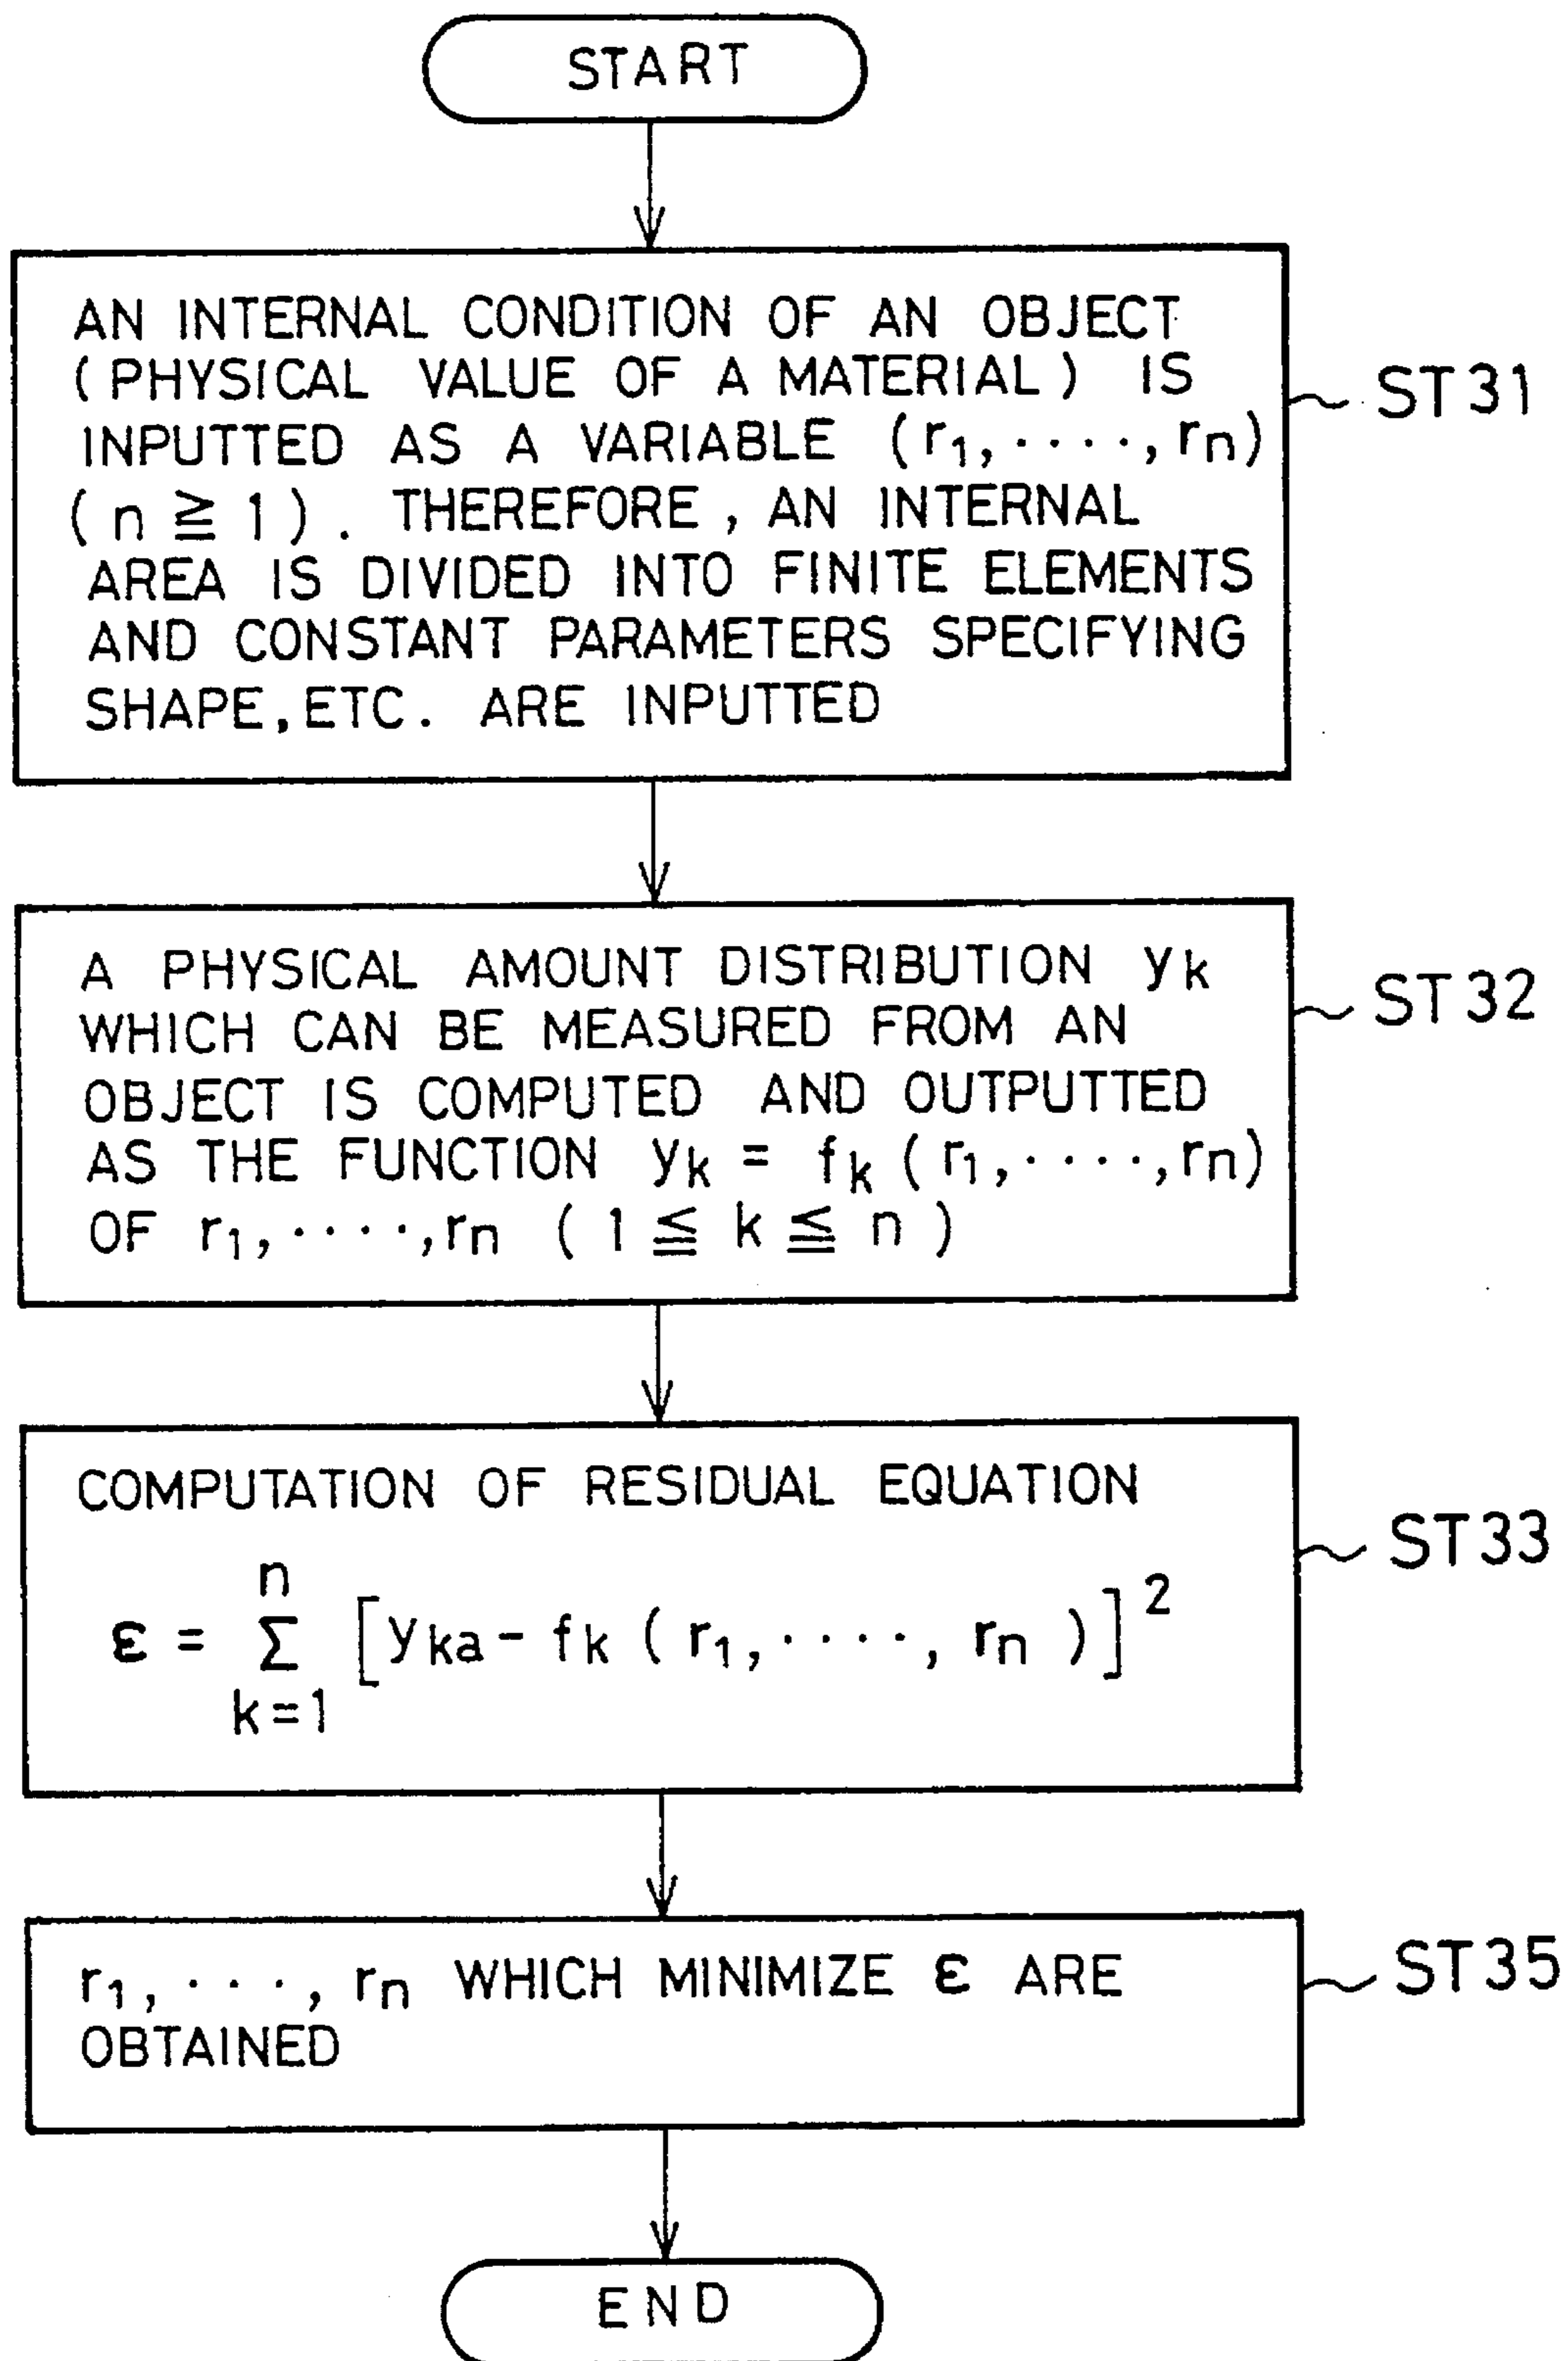 START
AN INTERNAL CONDITION OF AN OBJECT
(PHYSICAL VALUE OF A MATERIAL) IS
INPUTTED AS A VARIABLE (r1,····,rn)
(n ≧ 1). THEREFORE, AN INTERNAL
AREA IS DIVIDED INTO FINITE ELEMENTS
AND CONSTANT PARAMETERS SPECIFYING
SHAPE, ETC. ARE INPUTTED
ST31
A PHYSICAL AMOUNT DISTRIBUTION yk
WHICH CAN BE MEASURED FROM AN
OBJECT IS COMPUTED AND OUTPUTTED
AS THE FUNCTION yk = fk (r1,····,rn)
OF r1,····,rn (1 ≦ k ≦ n)
ST32
COMPUTATION OF RESIDUAL EQUATION
n
ε = Σ [yka - fk (r1,····, rn)]2
k=1
ST33
r1, ···, rn WHICH MINIMIZE ε ARE
OBTAINED
ST35
END